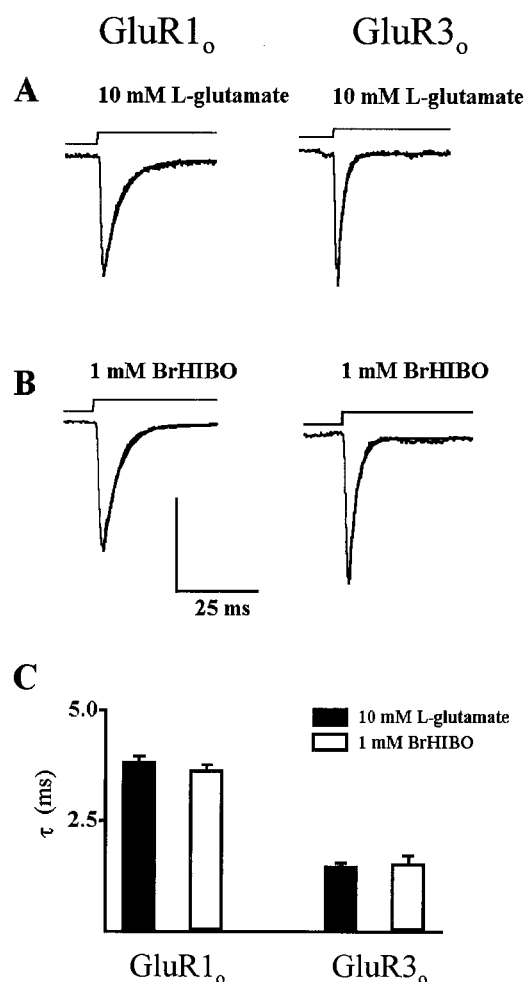 GluR1o GluR3o
A
10 mM L-glutamate 10 mM L-glutamate
B
1 mM BrHIBO 1 mM BrHIBO
25 ms
C
5.0
2.5
τ (ms)
10 mM L-glutamate
1 mM BrHIBO
GluR1o GluR3o